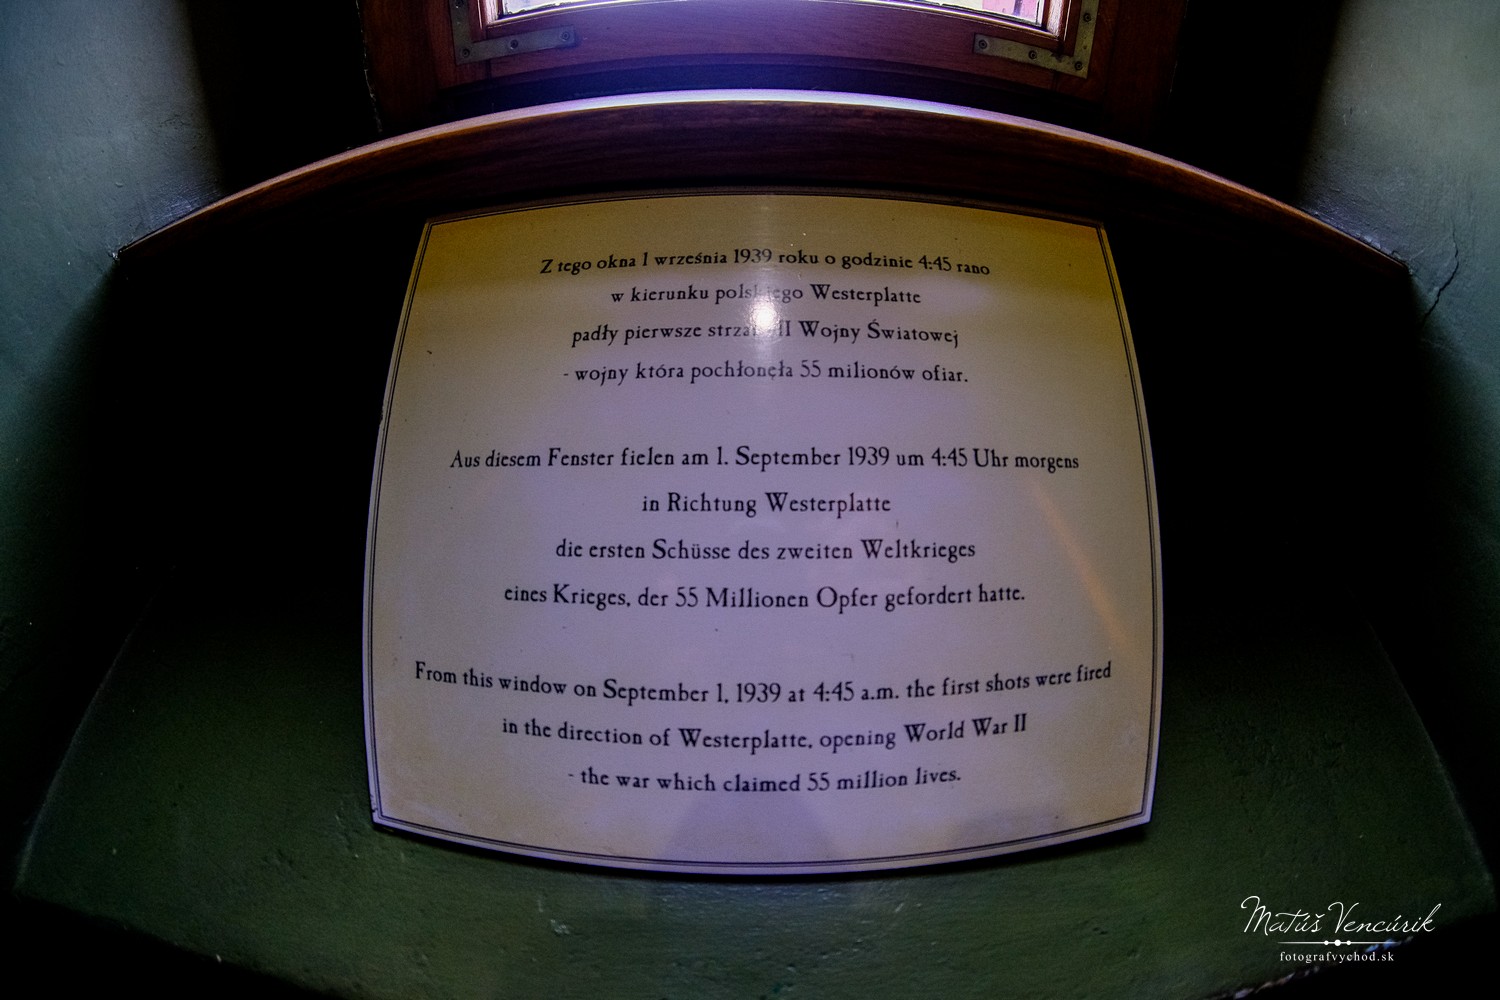 Z tego okna 1 września 1939 roku o godzinie 4:45 rano
w kierunku polskiego Westerplatte
padły pierwsze II Wojny Światowej
- wojny która pochłonęła 55 milionów ofiar.
Aus diesem Fenster fielen am 1. September 1939 um 4:45 Uhr morgens
in Richtung Westerplatte
die ersten Schüsse des zweiten Weltkrieges
eines Krieges, der 55 Millionen Opfer gefordert hatte.
From this window on September 1, 1939 at 4:45 a.m. the first shots were fired
in the direction of Westerplatte, opening World War II
- the war which claimed 55 million lives.
Matúš Vencúrik
fotografvychod.sk